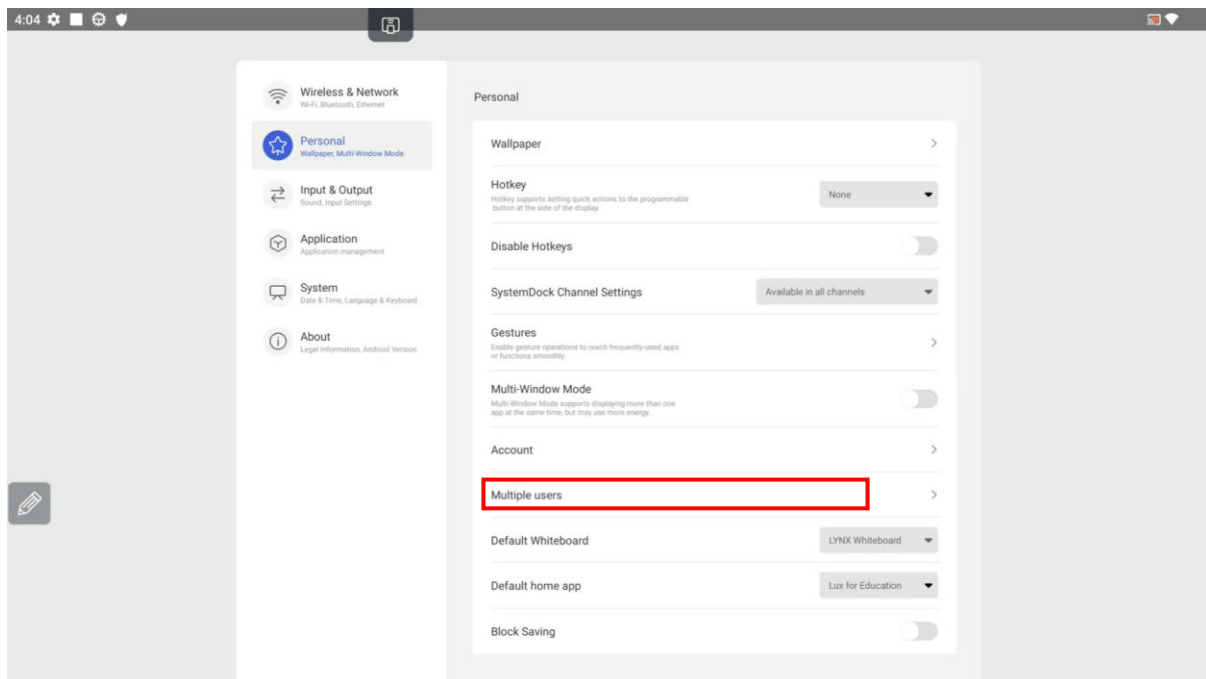 4:04
Wireless & Network
Wi-Fi, Bluetooth, Ethernet
Personal
Wallpaper, Multi-Window Mode
Input & Output
Sound, Input Settings
Application
Application management
System
Date & Time, Language & Keyboard
About
Legal Information, Android Version
Personal
Wallpaper
Hotkey
Hotkey supports setting quick actions to the programmable
button at the side of the display.
None
Disable Hotkeys
SystemDock Channel Settings
Available in all channels
Gestures
Enable gesture operations to reach frequently-used apps
or functions smoothly.
Multi-Window Mode
Multi-Window Mode supports displaying more than one
app at the same time, but may use more energy.
Account
Multiple users
Default Whiteboard
LYNX Whiteboard
Default home app
Lux for Education
Block Saving